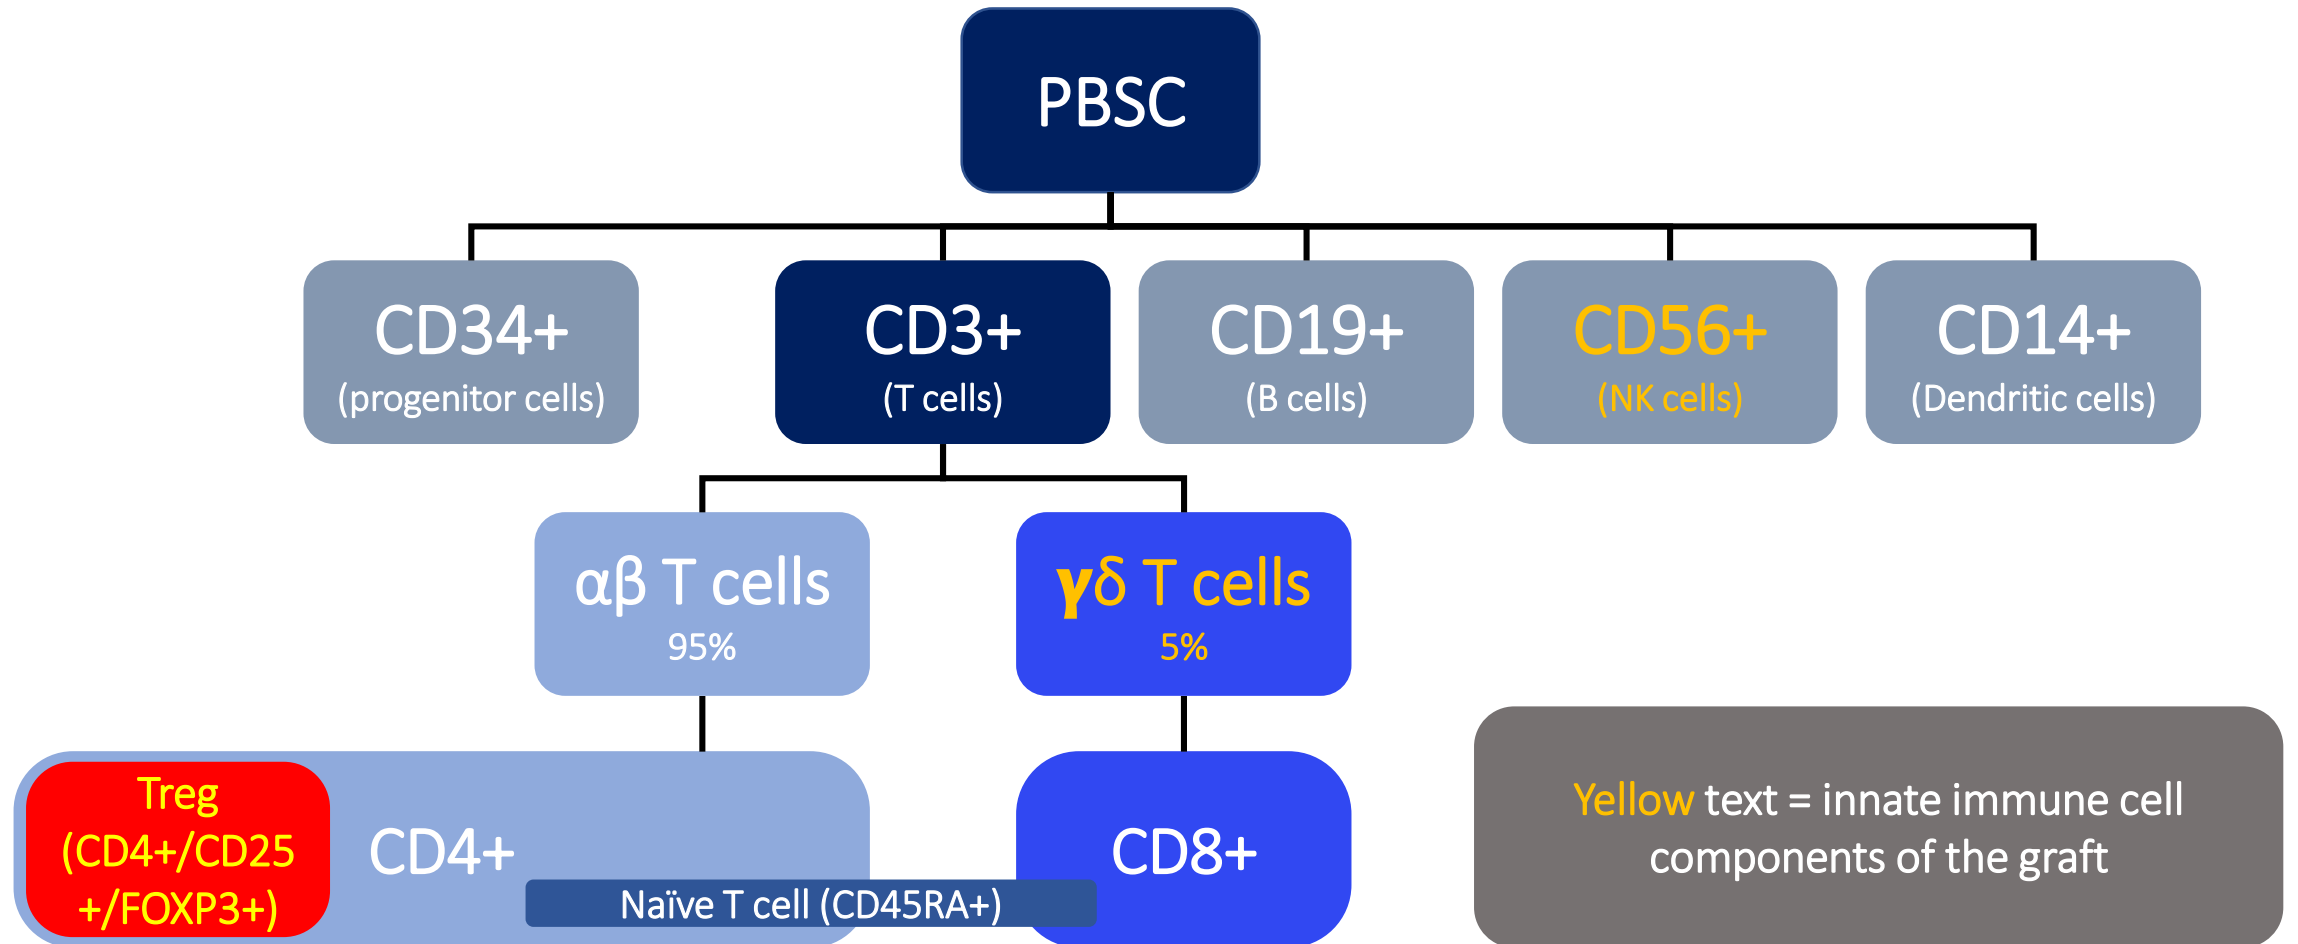 PBSC
CD34+
(progenitor cells)
CD3+
(T cells)
CD19+
(B cells)
CD56+
(NK cells)
CD14+
(Dendritic cells)
αβ T cells
95%
γδ T cells
5%
Treg
(CD4+/CD25
+/FOXP3+)
CD4+
CD8+
Naïve T cell (CD45RA+)
Yellow text = innate immune cell
components of the graft